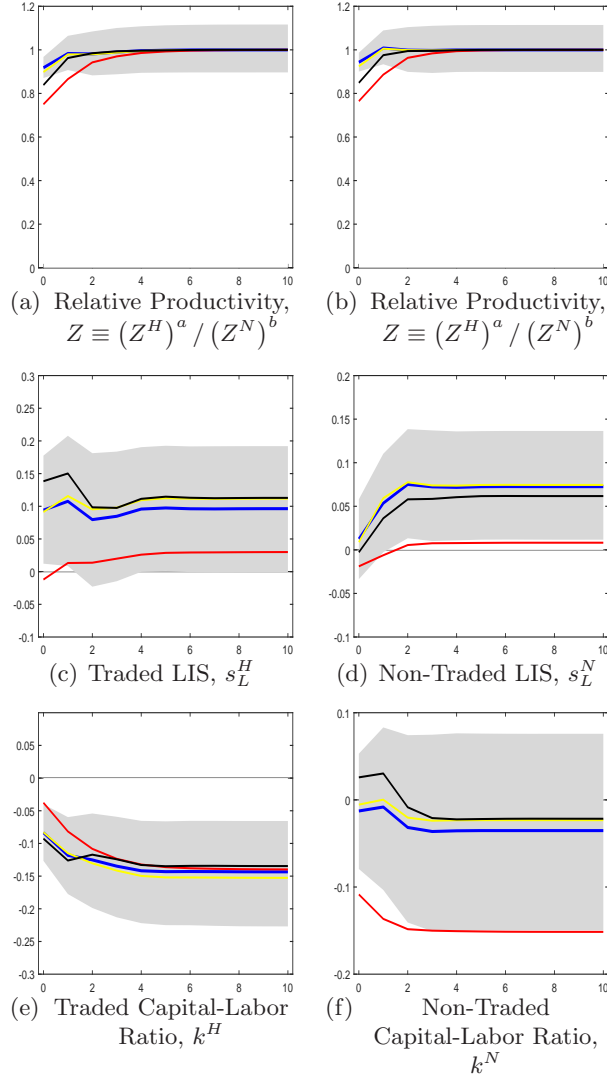 1.2
1
0.8
0.6
0.4
0.2
0
0 2 4 6 8 10
1.2
1
0.8
0.6
0.4
0.2
0
0 2 4 6 8 10
(a) Relative Productivity,
Z ≡ (Z^H)^a / (Z^N)^b
(b) Relative Productivity,
Z ≡ (Z^H)^a / (Z^N)^b
0.3
0.25
0.2
0.15
0.1
0.05
0
-0.05
-0.1
0 2 4 6 8 10
0.2
0.15
0.1
0.05
0
-0.05
-0.1
0 2 4 6 8 10
(c) Traded LIS, s_L^H
(d) Non-Traded LIS, s_L^N
0.05
0
-0.05
-0.1
-0.15
-0.2
-0.25
-0.3
0 2 4 6 8 10
0.1
0
-0.1
-0.2
0 2 4 6 8 10
(e) Traded Capital-Labor
Ratio, k^H
(f) Non-Traded
Capital-Labor Ratio,
k^N